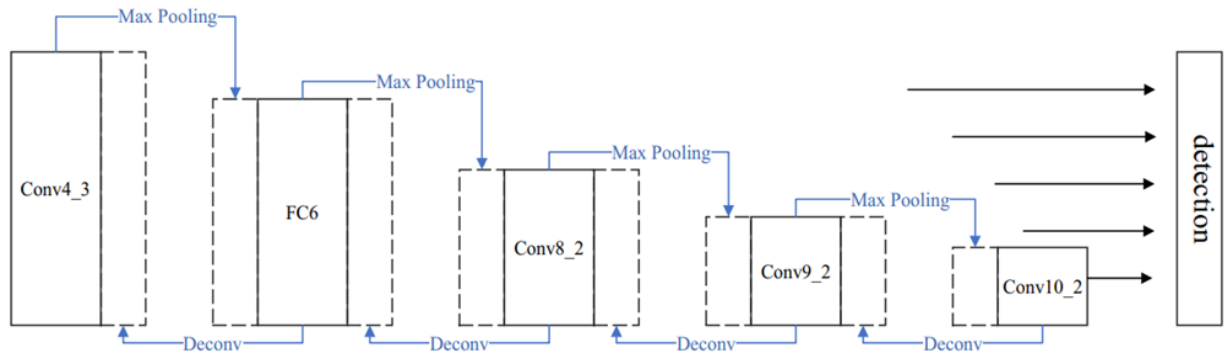 Max Pooling
Max Pooling
Max Pooling
Max Pooling
Conv4_3
FC6
Conv8_2
Conv9_2
Conv10_2
detection
Deconv
Deconv
Deconv
Deconv